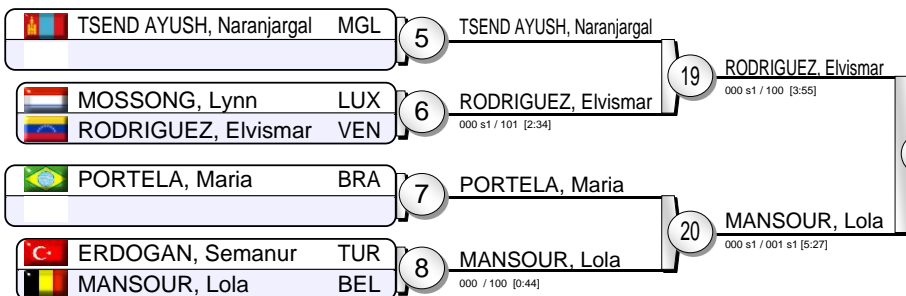 TSEND AYUSH, Naranjargal MGL
5
TSEND AYUSH, Naranjargal
19
RODRIGUEZ, Elvismar
000 s1 / 100 [3:55]
MOSSONG, Lynn LUX
RODRIGUEZ, Elvismar VEN
6
RODRIGUEZ, Elvismar
000 s1 / 101 [2:34]
PORTELA, Maria BRA
7
PORTELA, Maria
20
MANSOUR, Lola
000 s1 / 001 s1 [5:27]
ERDOGAN, Semanur TUR
MANSOUR, Lola BEL
8
MANSOUR, Lola
000 / 100 [0:44]